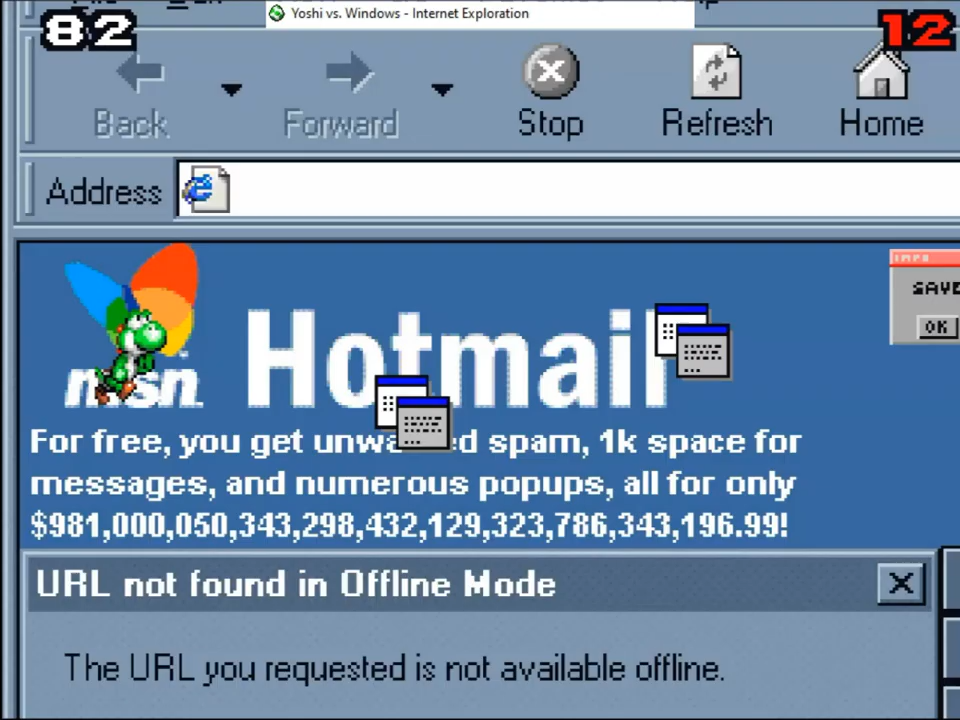 Yoshi vs. Windows - Internet Exploration
82
12
Back
Forward
Stop
Refresh
Home
Address
INFO
SAVE
OK
msn
Hotmail
For free, you get unwa d spam, 1k space for
messages, and numerous popups, all for only
$981,000,050,343,298,432,129,323,786,343,196.99!
URL not found in Offline Mode
The URL you requested is not available offline.